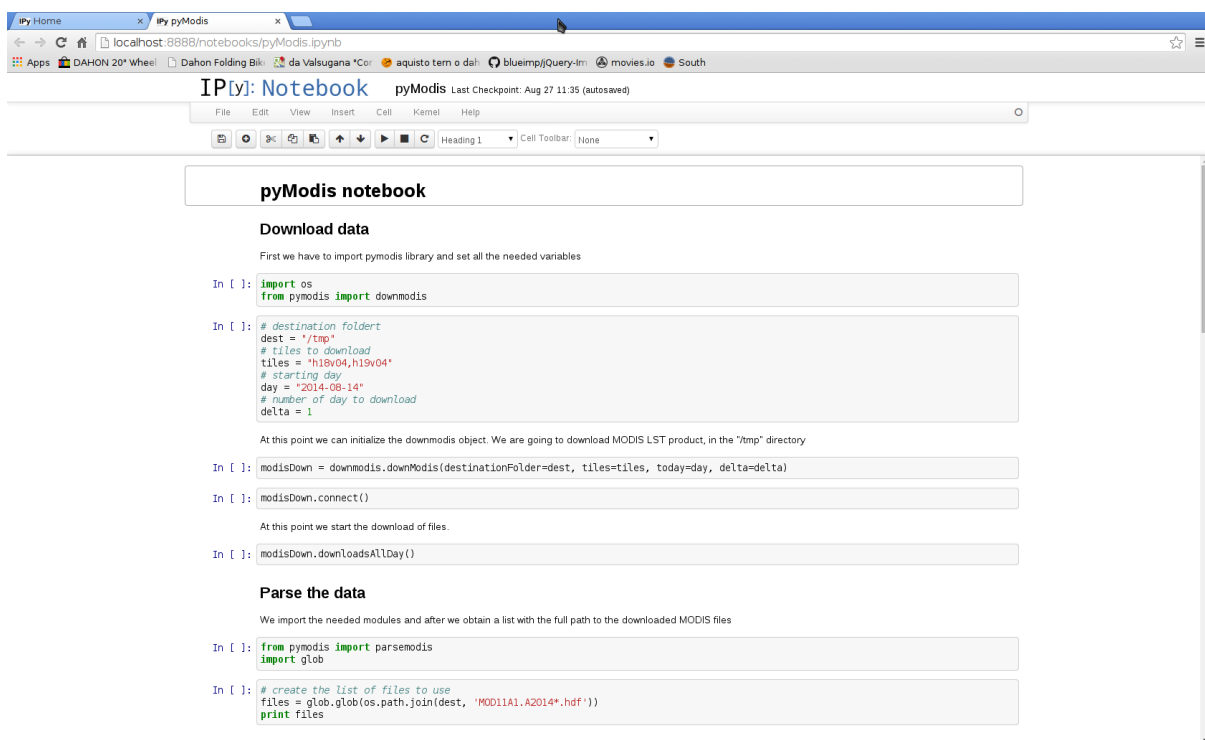 IPy Home
IPy pyModis
localhost:8888/notebooks/pyModis.ipynb
Apps DAHON 20" Wheel Dahon Folding Bik da Valsugana "Cor aquisto tern o dah blueimp/jQuery-Im movies.io South
IP[y]: Notebook pyModis Last Checkpoint: Aug 27 11:35 (autosaved)
File Edit View Insert Cell Kernel Help
Heading 1 Cell Toolbar: None
pyModis notebook
Download data
First we have to import pymodis library and set all the needed variables
In [ ]: import os
from pymodis import downmodis
In [ ]: # destination foldert
dest = "/tmp"
# tiles to download
tiles = "h18v04,h19v04"
# starting day
day = "2014-08-14"
# number of day to download
delta = 1
At this point we can initialize the downmodis object. We are going to download MODIS LST product, in the "/tmp" directory
In [ ]: modisDown = downmodis.downModis(destinationFolder=dest, tiles=tiles, today=day, delta=delta)
In [ ]: modisDown.connect()
At this point we start the download of files.
In [ ]: modisDown.downloadsAllDay()
Parse the data
We import the needed modules and after we obtain a list with the full path to the downloaded MODIS files
In [ ]: from pymodis import parsemodis
import glob
In [ ]: # create the list of files to use
files = glob.glob(os.path.join(dest, 'MOD11A1.A2014*.hdf'))
print files